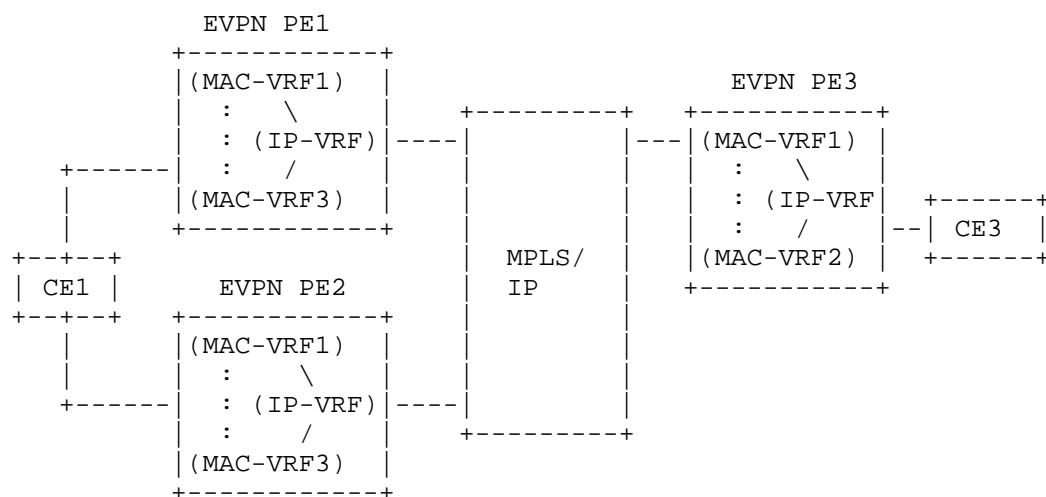 EVPN PE1
(MAC-VRF1)
EVPN PE3
(IP-VRF)
(MAC-VRF1)
(MAC-VRF3)
(IP-VRF
CE3
MPLS/
(MAC-VRF2)
CE1
EVPN PE2
IP
(MAC-VRF1)
(IP-VRF)
(MAC-VRF3)